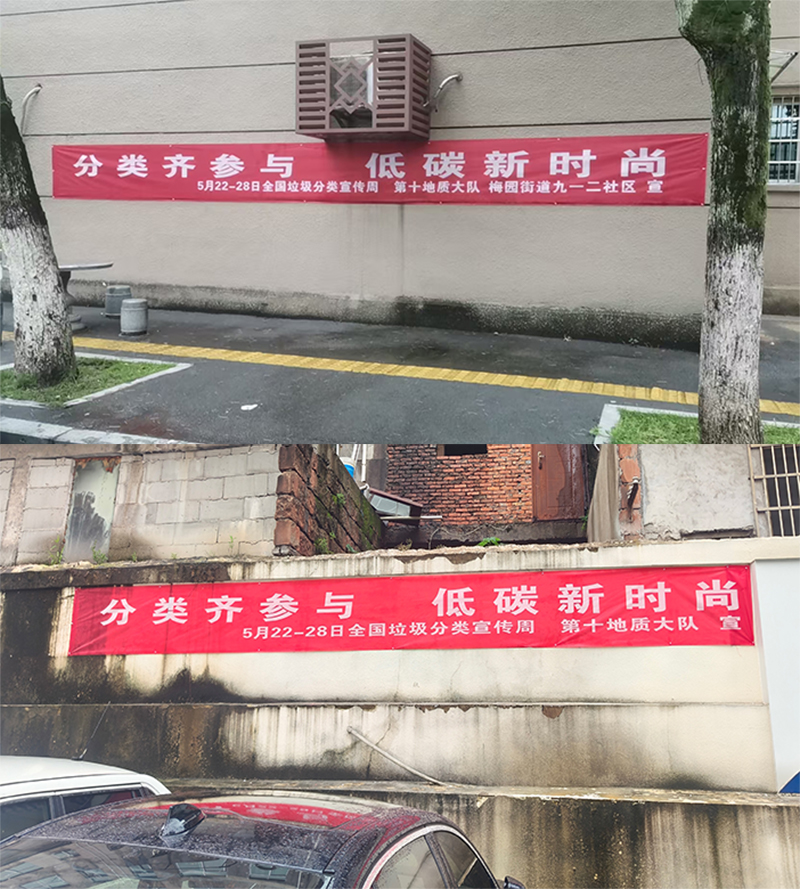 分类齐参与 低碳新时尚
5月22-28日全国垃圾分类宣传周 第十地质大队 梅园街道九一二社区 宣
分类齐参与 低碳新时尚
5月22-28日全国垃圾分类宣传周 第十地质大队 宣